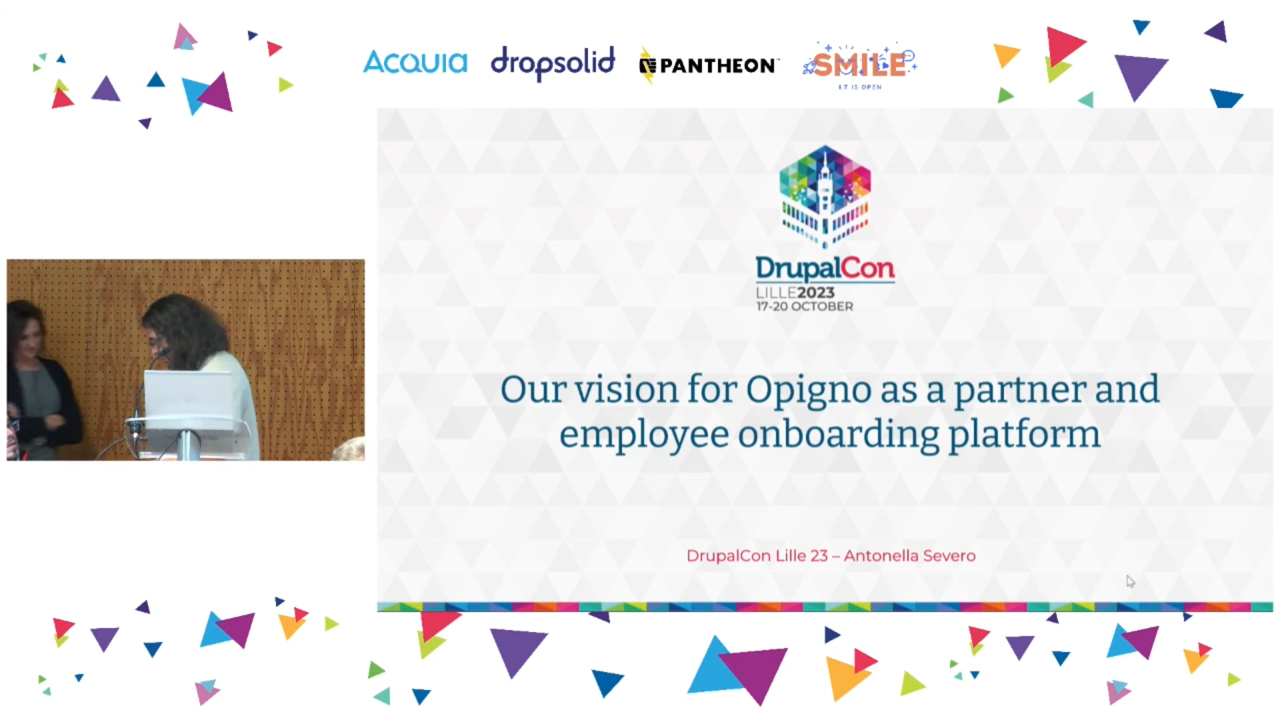 ACQUIA
dropsolid
PANTHEON
SMILE
I.T IS OPEN
DrupalCon
LILLE2023
17-20 OCTOBER
Our vision for Opigno as a partner and
employee onboarding platform
DrupalCon Lille 23 – Antonella Severo